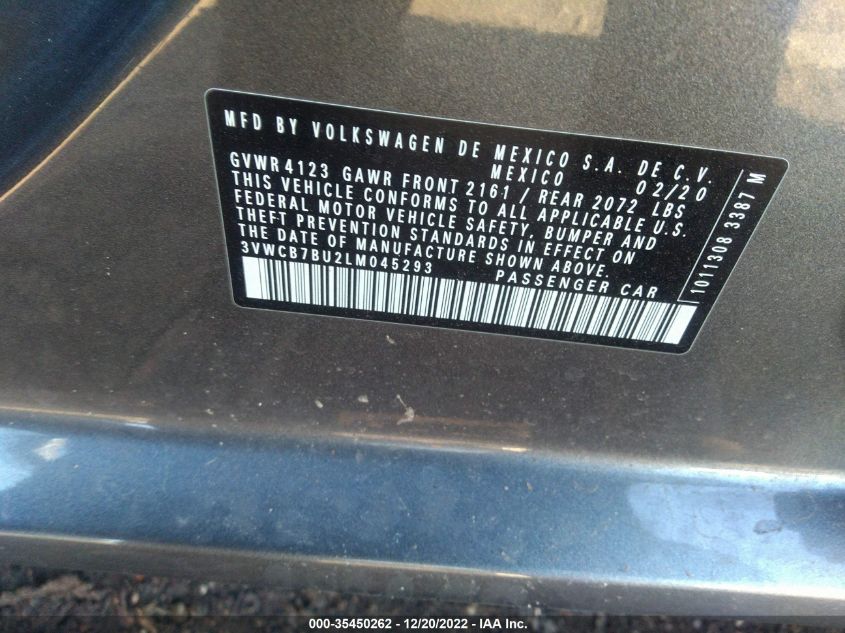 MFD BY VOLKSWAGEN DE MEXICO S.A. DE C.V.
MEXICO 02/20
GVWR 4123 GAWR FRONT 2161 / REAR 2072 LBS
THIS VEHICLE CONFORMS TO ALL APPLICABLE U.S.
FEDERAL MOTOR VEHICLE SAFETY, BUMPER AND
THEFT PREVENTION STANDARDS IN EFFECT ON
THE DATE OF MANUFACTURE SHOWN ABOVE.
3VWCB7BU2LM045293 PASSENGER CAR
1011308 3387 M
000-35450262 - 12/20/2022 - IAA Inc.